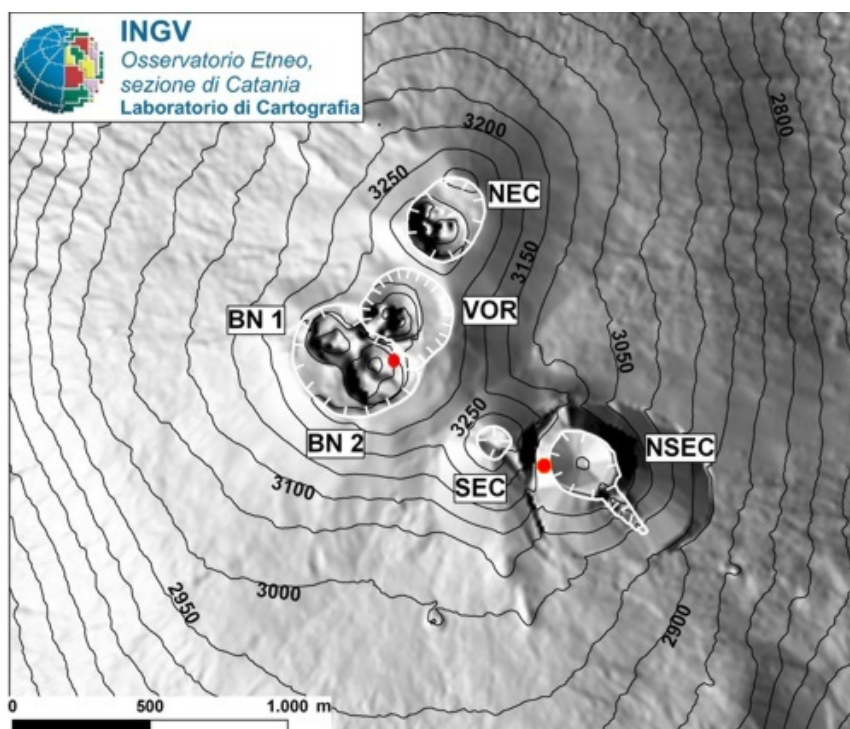 INGV
Osservatorio Etneo,
sezione di Catania
Laboratorio di Cartografia
2800
3200
3250
NEC
3150
BN 1
VOR
3050
BN 2
3250
NSEC
SEC
3100
3000
2950
2900
0 500 1.000 m